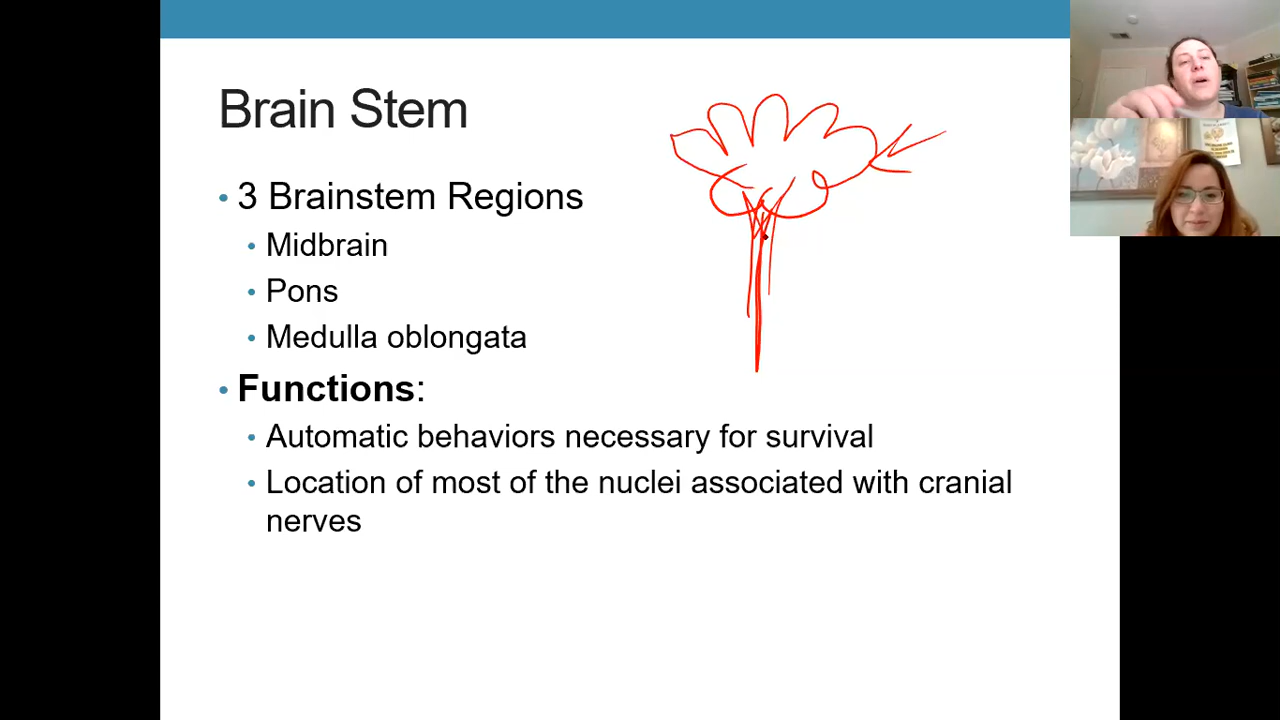 Brain Stem
• 3 Brainstem Regions
• Midbrain
• Pons
• Medulla oblongata
• Functions:
• Automatic behaviors necessary for survival
• Location of most of the nuclei associated with cranial
nerves